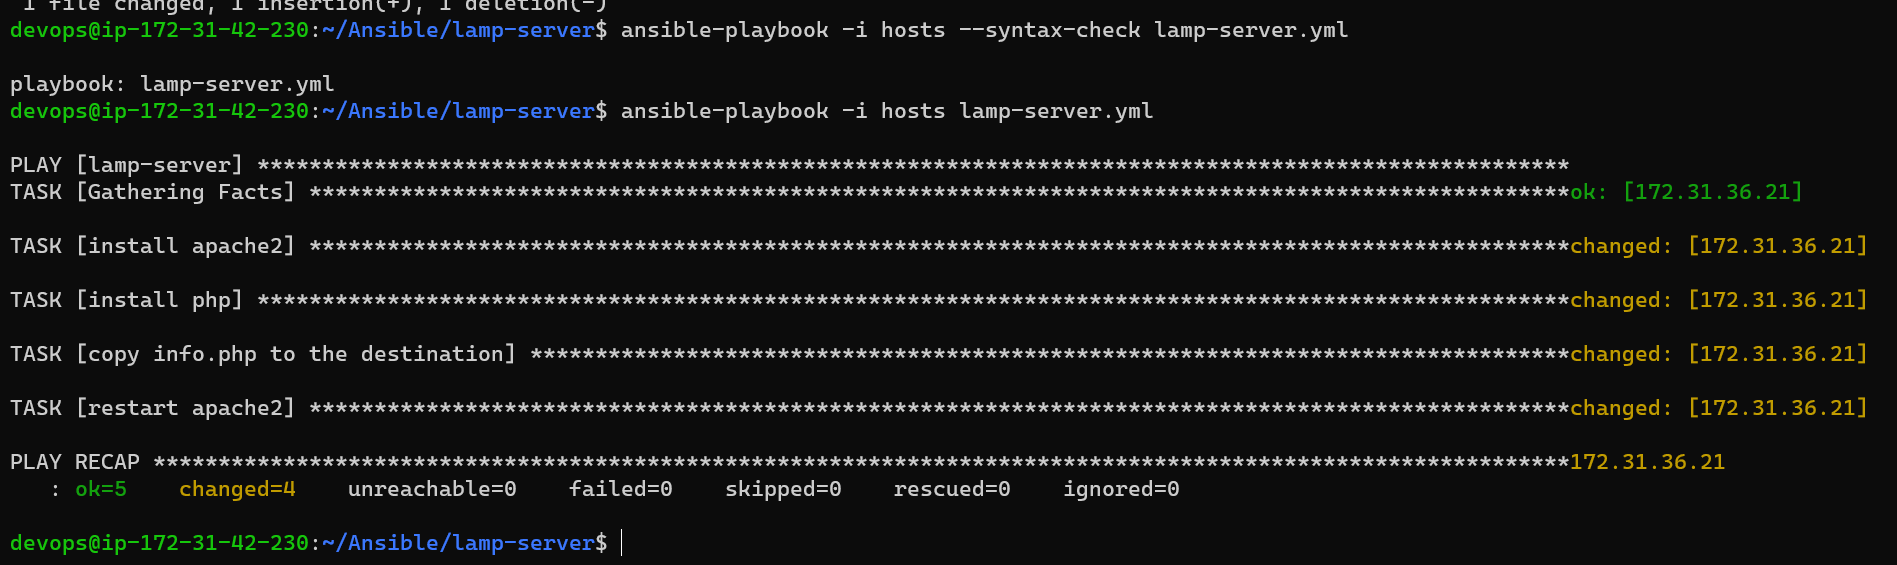 1 file changed, 1 insertion(+), 1 deletion(-)
devops@ip-172-31-42-230:~/Ansible/lamp-server$ ansible-playbook -i hosts --syntax-check lamp-server.yml
playbook: lamp-server.yml
devops@ip-172-31-42-230:~/Ansible/lamp-server$ ansible-playbook -i hosts lamp-server.yml
PLAY [lamp-server] *****************************************************************************************************
TASK [Gathering Facts] *************************************************************************************************ok: [172.31.36.21]
TASK [install apache2] *************************************************************************************************changed: [172.31.36.21]
TASK [install php] *****************************************************************************************************changed: [172.31.36.21]
TASK [copy info.php to the destination] ********************************************************************************changed: [172.31.36.21]
TASK [restart apache2] *************************************************************************************************changed: [172.31.36.21]
PLAY RECAP *************************************************************************************************************172.31.36.21
: ok=5    changed=4    unreachable=0    failed=0    skipped=0    rescued=0    ignored=0
devops@ip-172-31-42-230:~/Ansible/lamp-server$